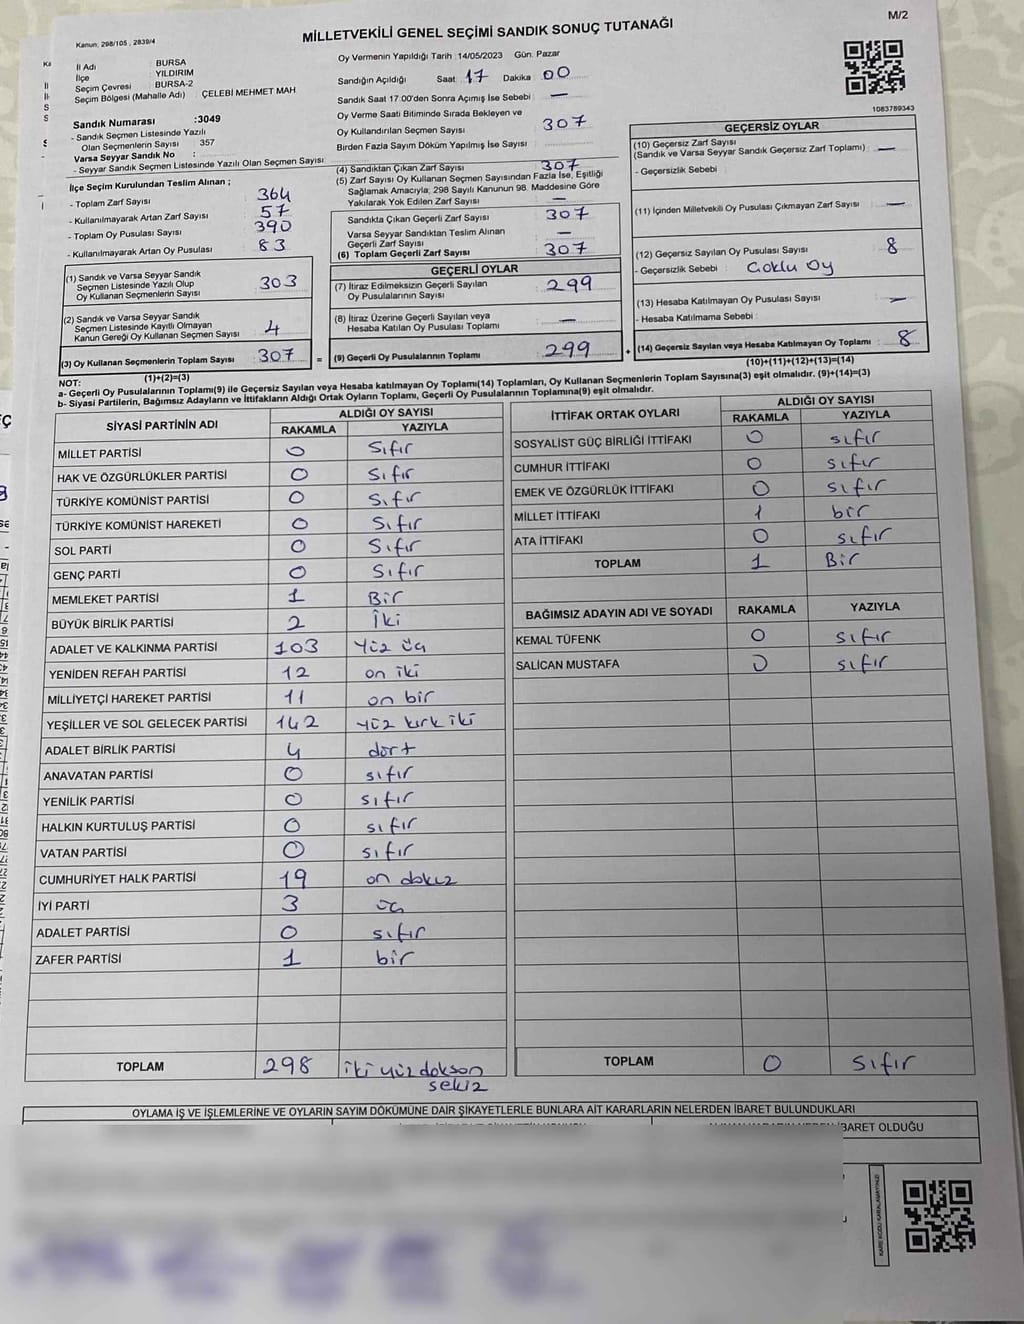 M/2
Kanun: 298/105 , 2839/4
MİLLETVEKİLİ GENEL SEÇİMİ SANDIK SONUÇ TUTANAĞI
İl Adı BURSA
İlçe YILDIRIM
Seçim Çevresi BURSA-2
Seçim Bölgesi (Mahalle Adı) ÇELEBİ MEHMET MAH
Sandık Numarası :3049
- Sandık Seçmen Listesinde Yazılı
Olan Seçmenlerin Sayısı 357
Varsa Seyyar Sandık No :
- Seyyar Sandık Seçmen Listesinde Yazılı Olan Seçmen Sayısı
Oy Vermenin Yapıldığı Tarih 14/05/2023 Gün. Pazar
Sandığın Açıldığı Saat 17 Dakika 00
Sandık Saat 17:00'den Sonra Açımış İse Sebebi —
Oy Verme Saati Bitiminde Sırada Bekleyen ve
Oy Kullandırılan Seçmen Sayısı 307
Birden Fazla Sayım Döküm Yapılmış İse Sayısı
1083789343
İlçe Seçim Kurulundan Teslim Alınan ;
- Toplam Zarf Sayısı 364
- Kullanılmayarak Artan Zarf Sayısı 57
- Toplam Oy Pusulası Sayısı 390
- Kullanılmayarak Artan Oy Pusulası 83
(1) Sandık ve Varsa Seyyar Sandık
Seçmen Listesinde Yazılı Olup
Oy Kullanan Seçmenlerin Sayısı 303
(2) Sandık ve Varsa Seyyar Sandık
Seçmen Listesinde Kayıtlı Olmayan
Kanun Gereği Oy Kullanan Seçmen Sayısı 4
(3) Oy Kullanan Seçmenlerin Toplam Sayısı 307 =
(1)+(2)=(3)
(4) Sandıktan Çıkan Zarf Sayısı 307
(5) Zarf Sayısı Oy Kullanan Seçmen Sayısından Fazla İse, Eşitliği
Sağlamak Amacıyla; 298 Sayılı Kanunun 98. Maddesine Göre
Yakılarak Yok Edilen Zarf Sayısı —
Sandıkta Çıkan Geçerli Zarf Sayısı 307
Varsa Seyyar Sandıktan Teslim Alınan
Geçerli Zarf Sayısı —
(6) Toplam Geçerli Zarf Sayısı 307
GEÇERLİ OYLAR
(7) İtiraz Edilmeksizin Geçerli Sayılan
Oy Pusulalarının Sayısı 299
(8) İtiraz Üzerine Geçerli Sayılan veya
Hesaba Katılan Oy Pusulası Toplamı —
(9) Geçerli Oy Pusulalarının Toplamı 299 +
GEÇERSİZ OYLAR
(10) Geçersiz Zarf Sayısı
(Sandık ve Varsa Seyyar Sandık Geçersiz Zarf Toplamı) —
- Geçersizlik Sebebi
(11) İçinden Milletvekili Oy Pusulası Çıkmayan Zarf Sayısı —
(12) Geçersiz Sayılan Oy Pusulası Sayısı 8
- Geçersizlik Sebebi : Çoklu Oy
(13) Hesaba Katılmayan Oy Pusulası Sayısı —
- Hesaba Katılmama Sebebi :
(14) Geçersiz Sayılan veya Hesaba Katılmayan Oy Toplamı : 8
(10)+(11)+(12)+(13)=(14)
NOT:
a- Geçerli Oy Pusulalarının Toplamı(9) ile Geçersiz Sayılan veya Hesaba katılmayan Oy Toplamı(14) Toplamları, Oy Kullanan Seçmenlerin Toplam Sayısına(3) eşit olmalıdır. (9)+(14)=(3)
b- Siyasi Partilerin, Bağımsız Adayların ve İttifakların Aldığı Ortak Oyların Toplamı, Geçerli Oy Pusulalarının Toplamına(9) eşit olmalıdır.
SİYASİ PARTİNİN ADI ALDIĞI OY SAYISI
RAKAMLA YAZIYLA
MİLLET PARTİSİ 0 Sıfır
HAK VE ÖZGÜRLÜKLER PARTİSİ 0 Sıfır
TÜRKİYE KOMÜNİST PARTİSİ 0 Sıfır
TÜRKİYE KOMÜNİST HAREKETİ 0 Sıfır
SOL PARTİ 0 Sıfır
GENÇ PARTİ 0 Sıfır
MEMLEKET PARTİSİ 1 Bir
BÜYÜK BİRLİK PARTİSİ 2 İki
ADALET VE KALKINMA PARTİSİ 103 Yüz üç
YENİDEN REFAH PARTİSİ 12 on iki
MİLLİYETÇİ HAREKET PARTİSİ 11 on bir
YEŞİLLER VE SOL GELECEK PARTİSİ 142 yüz kırk iki
ADALET BİRLİK PARTİSİ 4 dört
ANAVATAN PARTİSİ 0 sıfır
YENİLİK PARTİSİ 0 sıfır
HALKIN KURTULUŞ PARTİSİ 0 sıfır
VATAN PARTİSİ 0 sıfır
CUMHURİYET HALK PARTİSİ 19 on dokuz
İYİ PARTİ 3 üç
ADALET PARTİSİ 0 sıfır
ZAFER PARTİSİ 1 bir
TOPLAM 298 iki yüz doksan
sekiz
İTTİFAK ORTAK OYLARI ALDIĞI OY SAYISI
RAKAMLA YAZIYLA
SOSYALİST GÜÇ BİRLİĞİ İTTİFAKI 0 sıfır
CUMHUR İTTİFAKI 0 sıfır
EMEK VE ÖZGÜRLÜK İTTİFAKI 0 sıfır
MİLLET İTTİFAKI 1 bir
ATA İTTİFAKI 0 sıfır
TOPLAM 1 Bir
BAĞIMSIZ ADAYIN ADI VE SOYADI RAKAMLA YAZIYLA
KEMAL TÜFENK 0 sıfır
SALİCAN MUSTAFA 0 sıfır
TOPLAM 0 Sıfır
OYLAMA İŞ VE İŞLEMLERİNE VE OYLARIN SAYIM DÖKÜMÜNE DAİR ŞİKAYETLERLE BUNLARA AİT KARARLARIN NELERDEN İBARET BULUNDUKLARI
İBARET OLDUĞU
KARE KODU KARALAMAYINIZ!